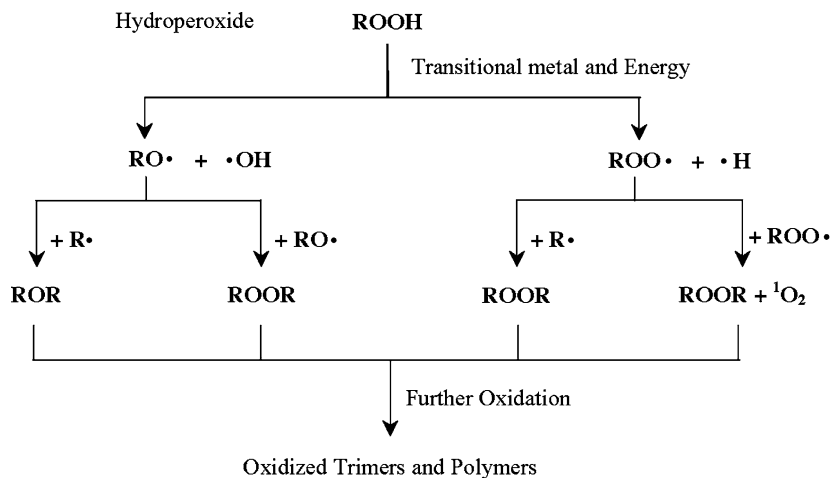 Hydroperoxide ROOH
Transitional metal and Energy
RO• + •OH ROO• + •H
+ R• + RO• + R• + ROO•
ROR ROOR ROOR ROOR + ¹O₂
Further Oxidation
Oxidized Trimers and Polymers